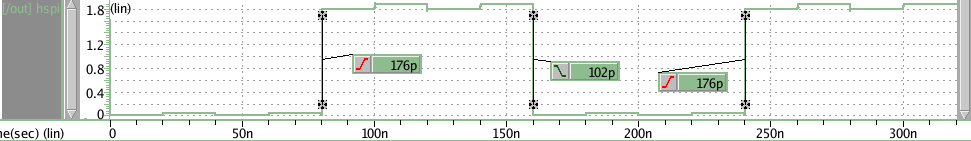 [/out] hspi
1.8 (lin)
1.2
0.8
0.4
0
176p
102p
176p
me(sec) (lin) 0 50n 100n 150n 200n 250n 300n